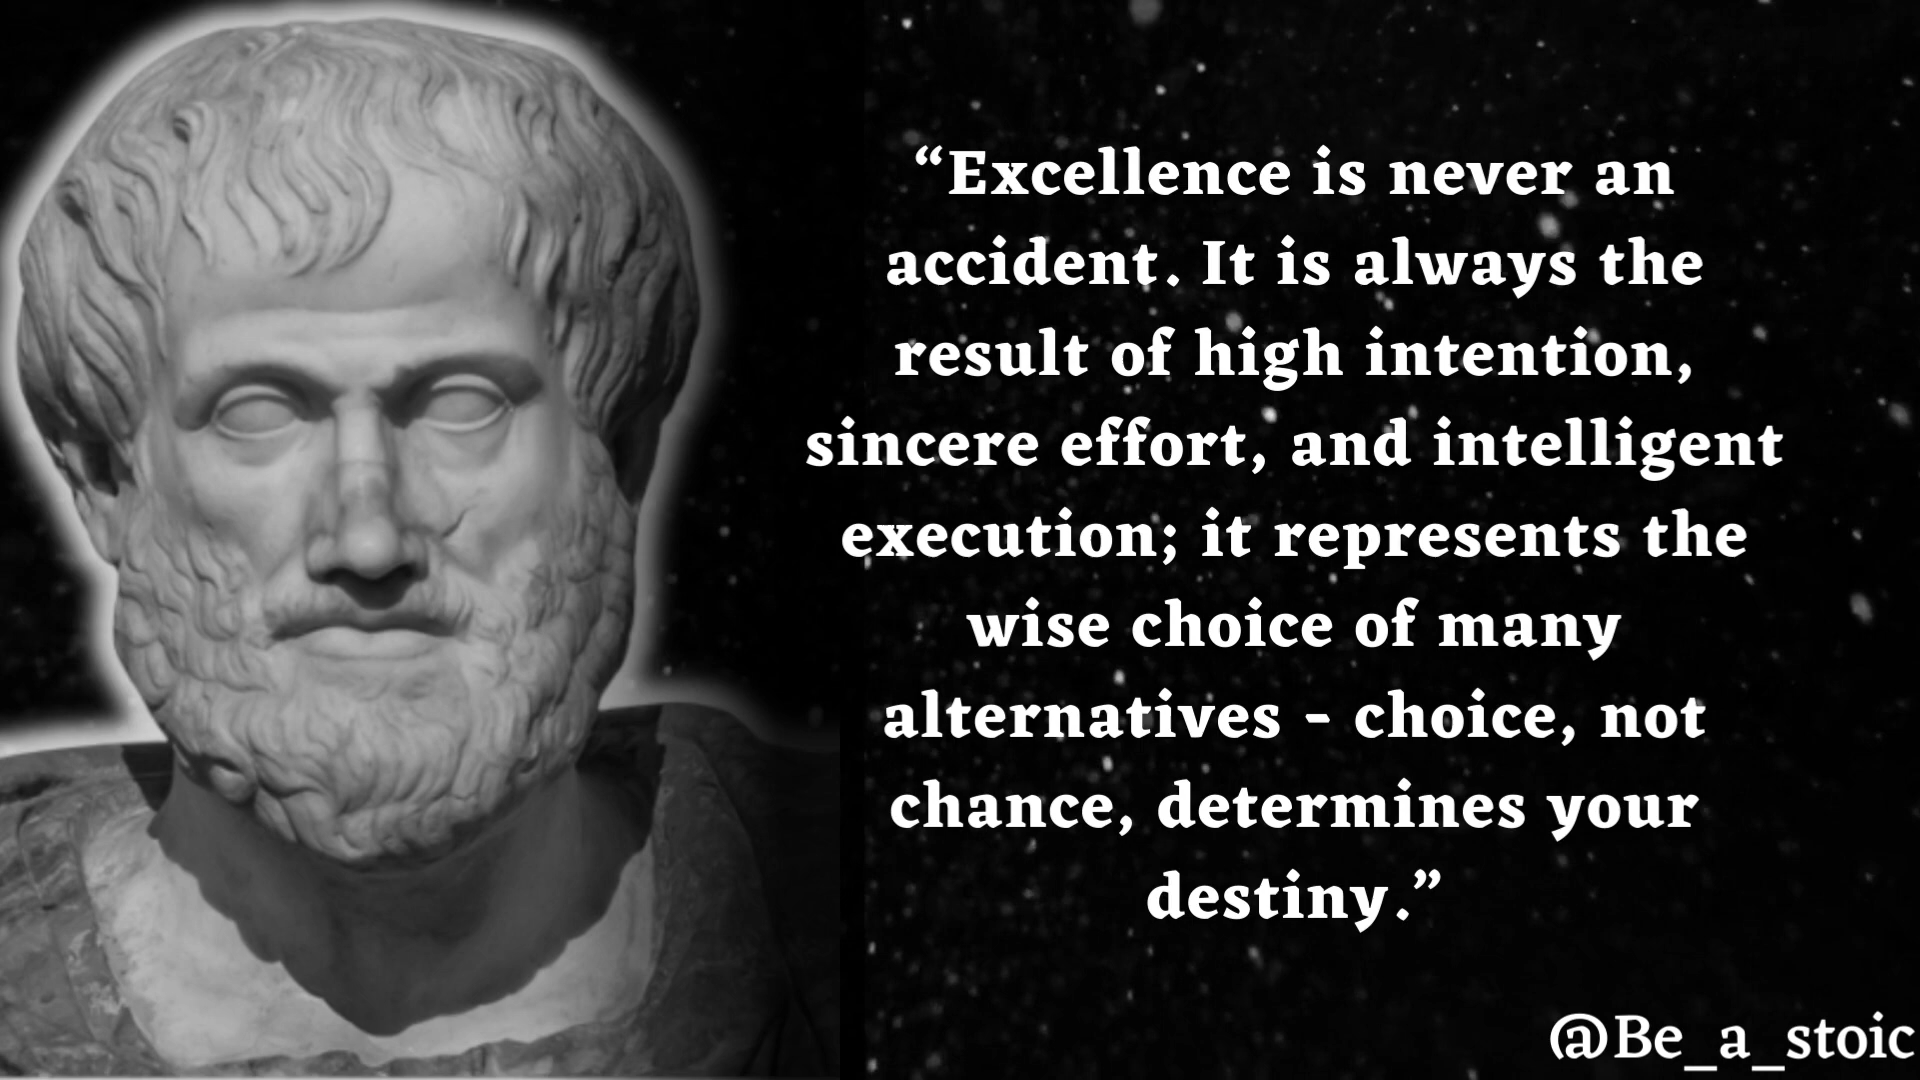 “Excellence is never an
accident. It is always the
result of high intention,
sincere effort, and intelligent
execution; it represents the
wise choice of many
alternatives - choice, not
chance, determines your
destiny.”
@Be_a_stoic